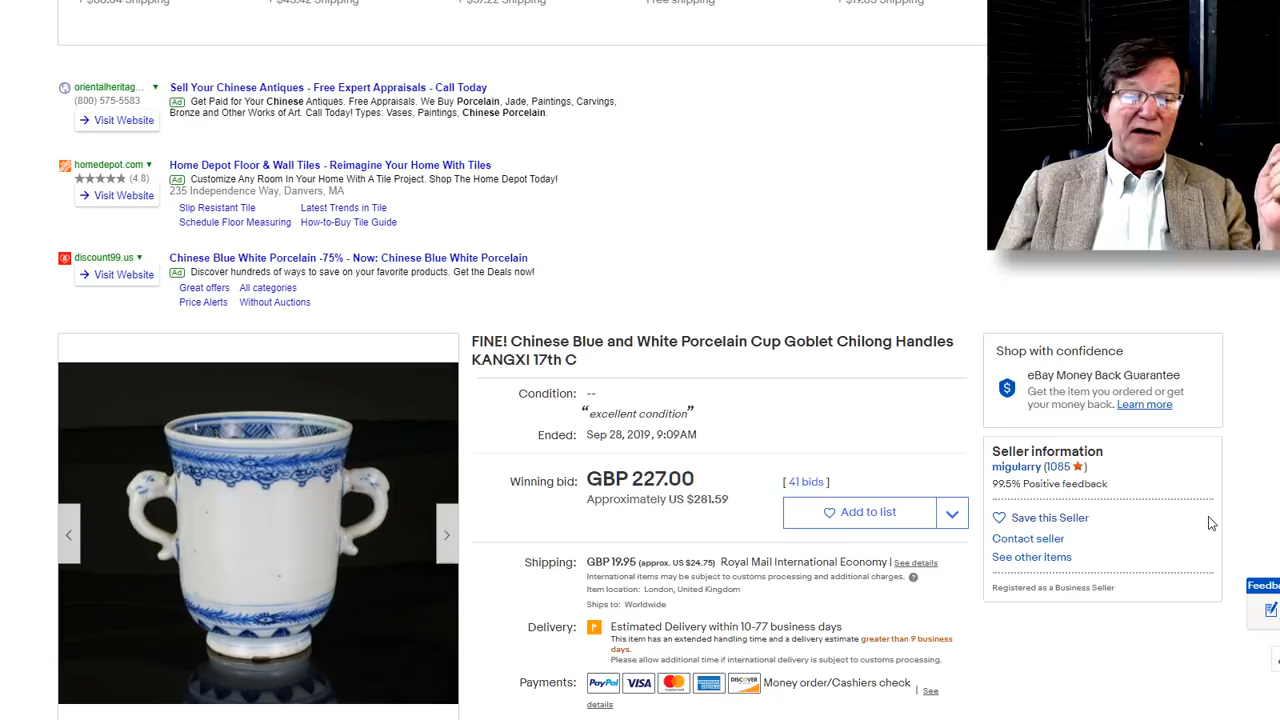 Shipping
Free shipping
orientalheritag... ▼
(800) 575-5583
→ Visit Website
Sell Your Chinese Antiques - Free Expert Appraisals - Call Today
Ad Get Paid for Your Chinese Antiques. Free Appraisals. We Buy Porcelain, Jade, Paintings, Carvings,
Bronze and Other Works of Art. Call Today! Types: Vases, Paintings, Chinese Porcelain.
homedepot.com ▼
★★★★★ (4.8)
→ Visit Website
Home Depot Floor & Wall Tiles - Reimagine Your Home With Tiles
Ad Customize Any Room In Your Home With A Tile Project. Shop The Home Depot Today!
235 Independence Way, Danvers, MA
Slip Resistant Tile Latest Trends in Tile
Schedule Floor Measuring How-to-Buy Tile Guide
discount99.us ▼
→ Visit Website
Chinese Blue White Porcelain -75% - Now: Chinese Blue White Porcelain
Ad Discover hundreds of ways to save on your favorite products. Get the Deals now!
Great offers All categories
Price Alerts Without Auctions
FINE! Chinese Blue and White Porcelain Cup Goblet Chilong Handles
KANGXI 17th C
Condition: --
“excellent condition”
Ended: Sep 28, 2019, 9:09AM
Winning bid: GBP 227.00 [ 41 bids ]
Approximately US $281.59
Add to list
Shipping: GBP 19.95 (approx. US $24.75) Royal Mail International Economy | See details
International items may be subject to customs processing and additional charges. ?
Item location: London, United Kingdom
Ships to: Worldwide
Delivery: Estimated Delivery within 10-77 business days
This item has an extended handling time and a delivery estimate greater than 9 business
days.
Please allow additional time if international delivery is subject to customs processing.
Payments: PayPal VISA MasterCard AMERICAN EXPRESS DISCOVER Money order/Cashiers check | See
details
Shop with confidence
eBay Money Back Guarantee
Get the item you ordered or get
your money back. Learn more
Seller information
migularry (1085 ★)
99.5% Positive feedback
Save this Seller
Contact seller
See other items
Registered as a Business Seller
Feedb